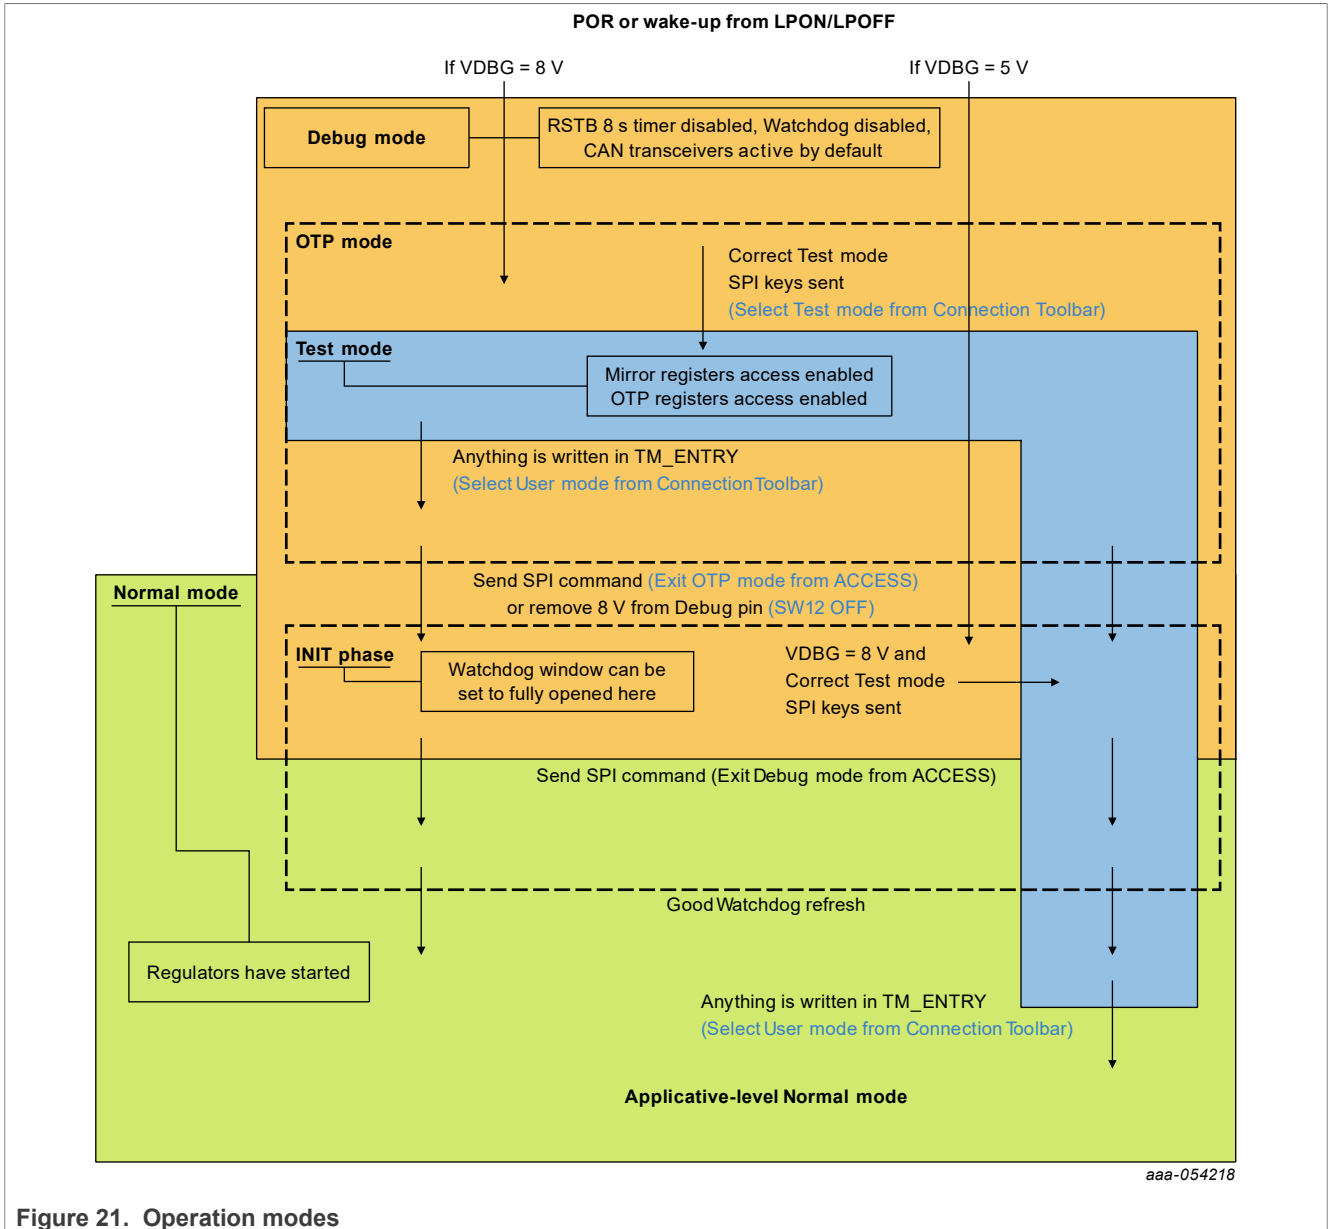 POR or wake-up from LPON/LPOFF
If VDBG = 8 V
If VDBG = 5 V
Debug mode
RSTB 8 s timer disabled, Watchdog disabled,
CAN transceivers active by default
OTP mode
Correct Test mode
SPI keys sent
(Select Test mode from Connection Toolbar)
Test mode
Mirror registers access enabled
OTP registers access enabled
Anything is written in TM_ENTRY
(Select User mode from Connection Toolbar)
Send SPI command (Exit OTP mode from ACCESS)
or remove 8 V from Debug pin (SW12 OFF)
Normal mode
INIT phase
Watchdog window can be
set to fully opened here
VDBG = 8 V and
Correct Test mode
SPI keys sent
Send SPI command (Exit Debug mode from ACCESS)
Good Watchdog refresh
Regulators have started
Anything is written in TM_ENTRY
(Select User mode from Connection Toolbar)
Applicative-level Normal mode
aaa-054218
Figure 21. Operation modes